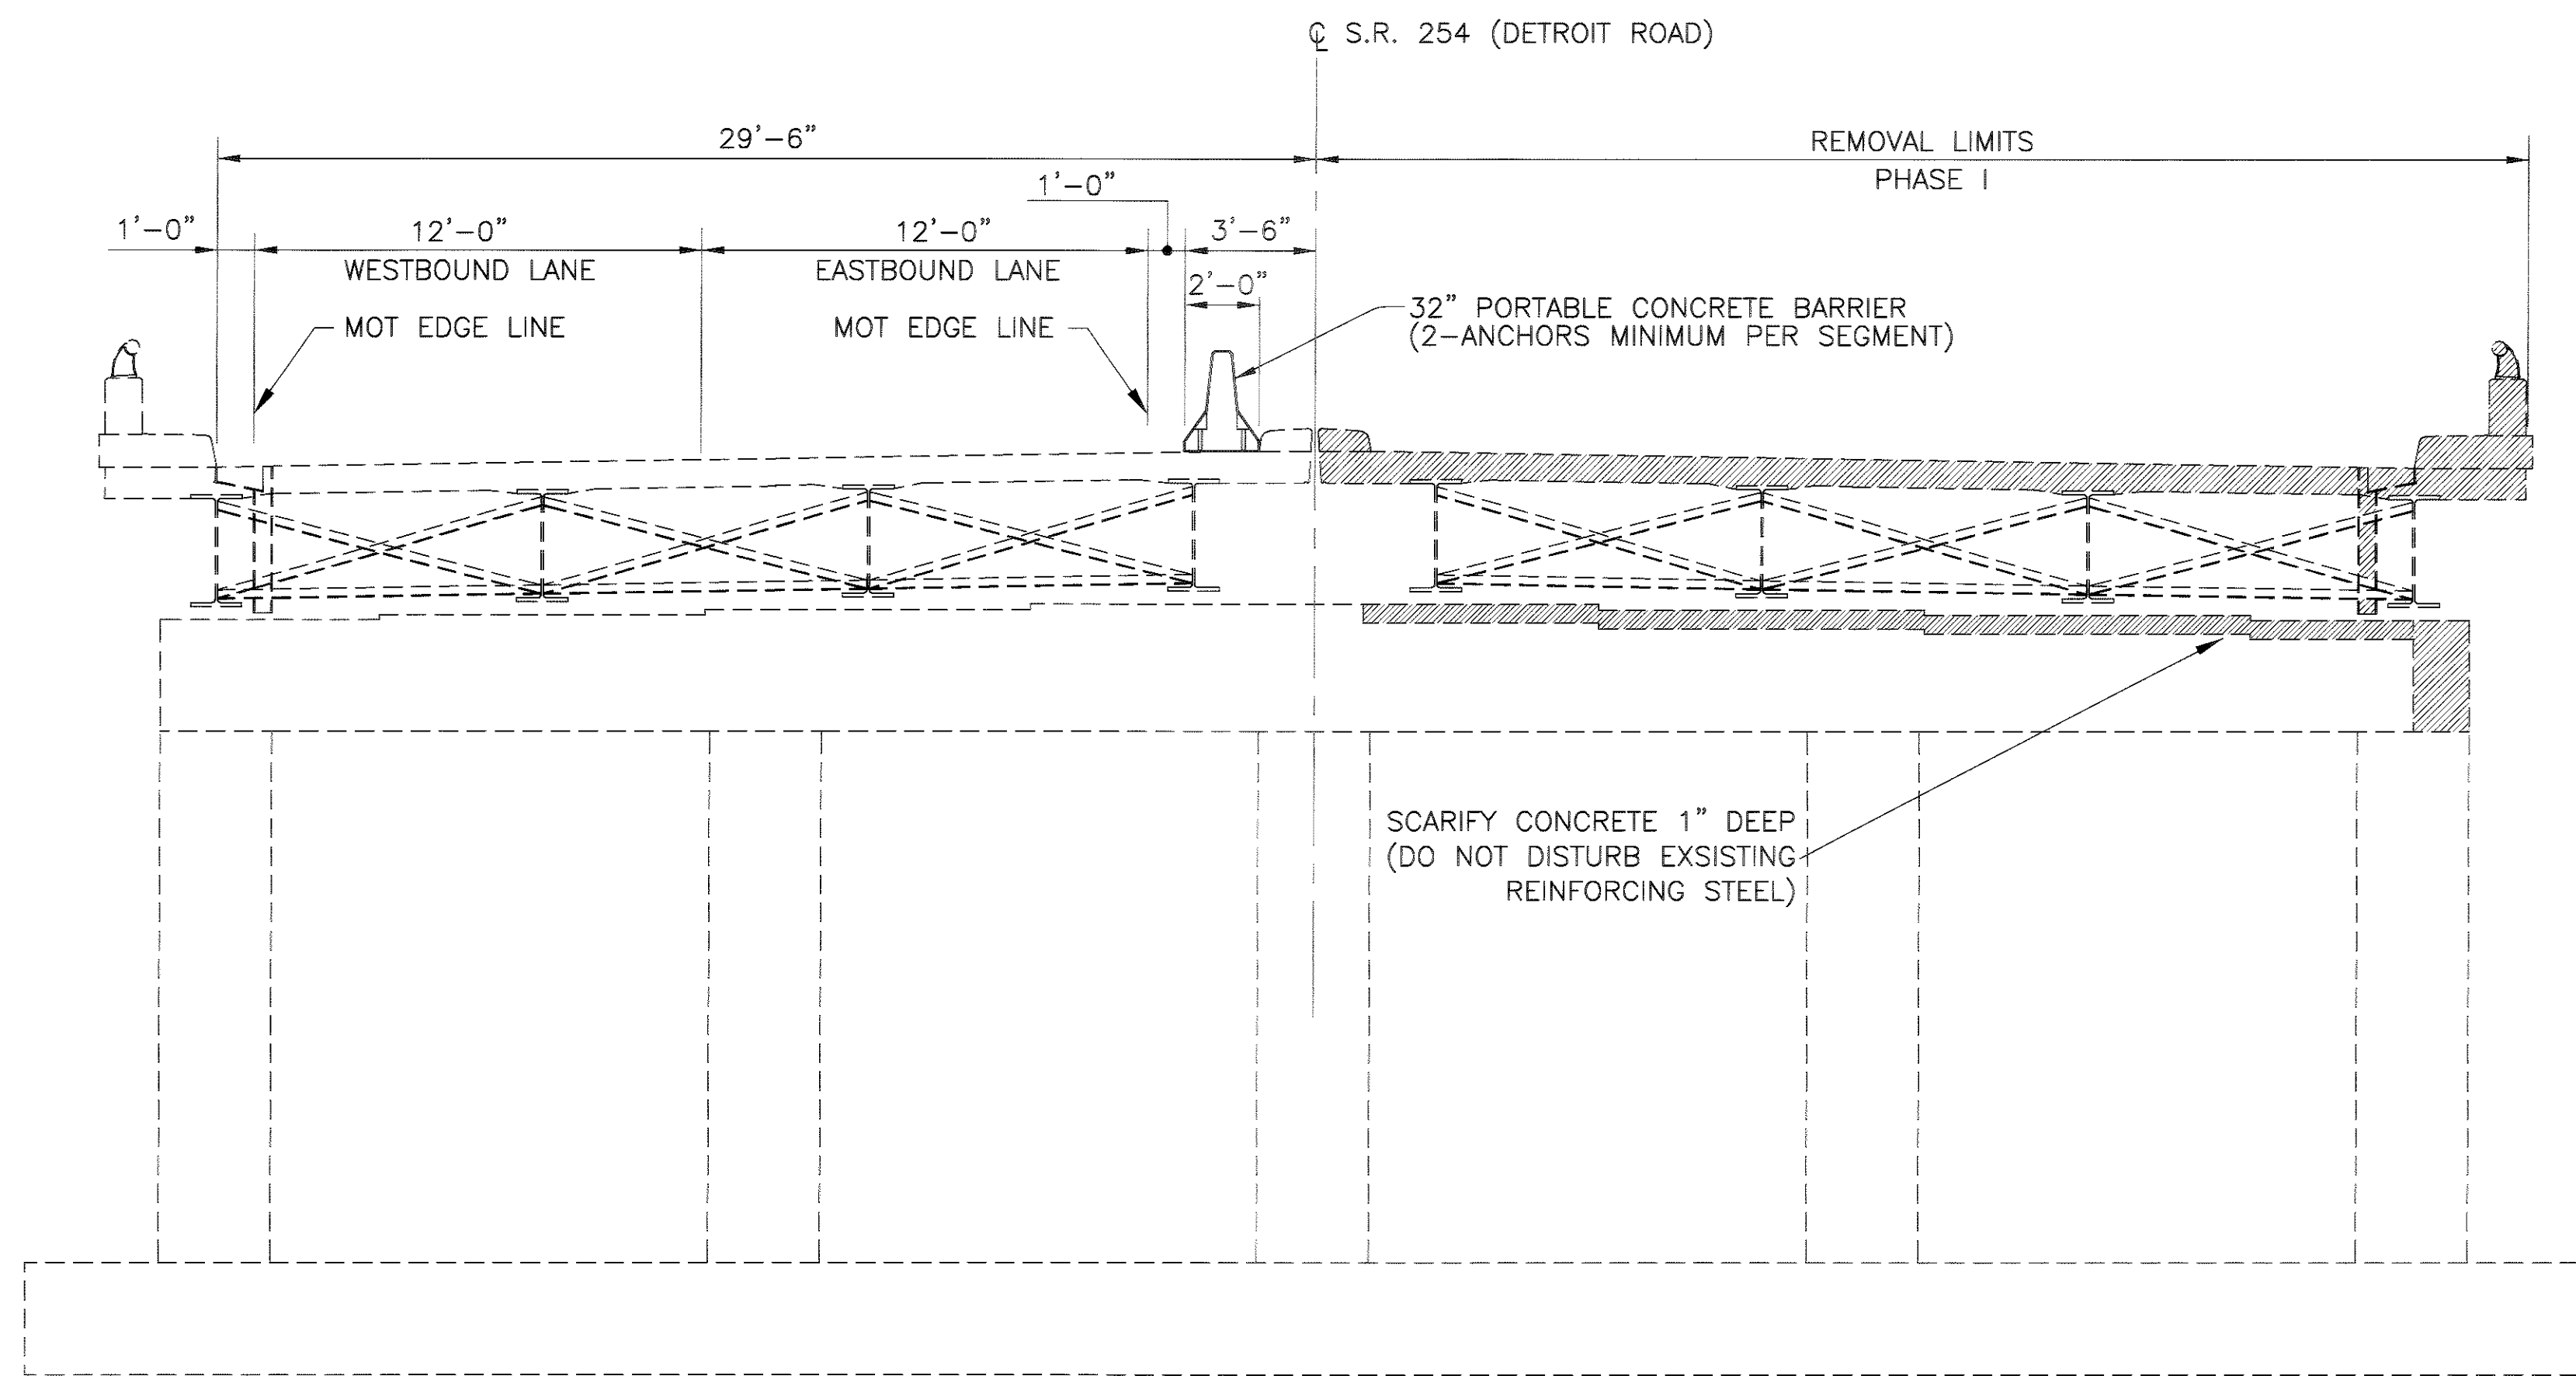 ℄ S.R. 254 (DETROIT ROAD)
29'-6"
REMOVAL LIMITS
PHASE I
1'-0"
1'-0"
12'-0"
12'-0"
3'-6"
WESTBOUND LANE
EASTBOUND LANE
2'-0"
MOT EDGE LINE
MOT EDGE LINE
32" PORTABLE CONCRETE BARRIER
(2-ANCHORS MINIMUM PER SEGMENT)
SCARIFY CONCRETE 1" DEEP
(DO NOT DISTURB EXSISTING
REINFORCING STEEL)